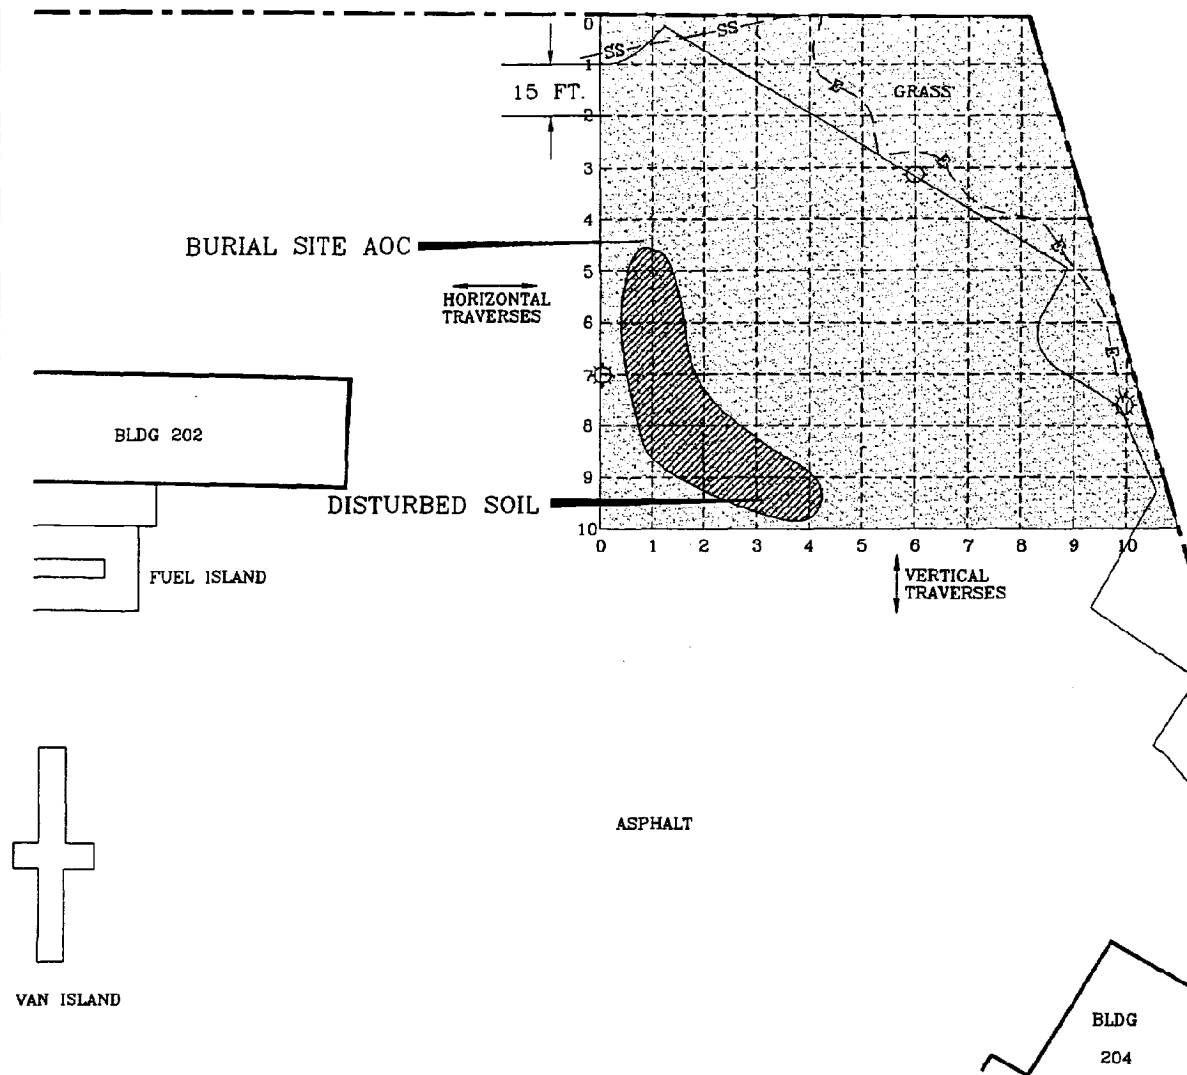 SS
SS
0
1
15 FT.
E
GRASS
2
3
E
4
BURIAL SITE AOC
E
5
HORIZONTAL
TRAVERSES
6
E
7
BLDG 202
8
9
DISTURBED SOIL
10
0 1 2 3 4 5 6 7 8 9 10
FUEL ISLAND
VERTICAL
TRAVERSES
ASPHALT
VAN ISLAND
BLDG
204